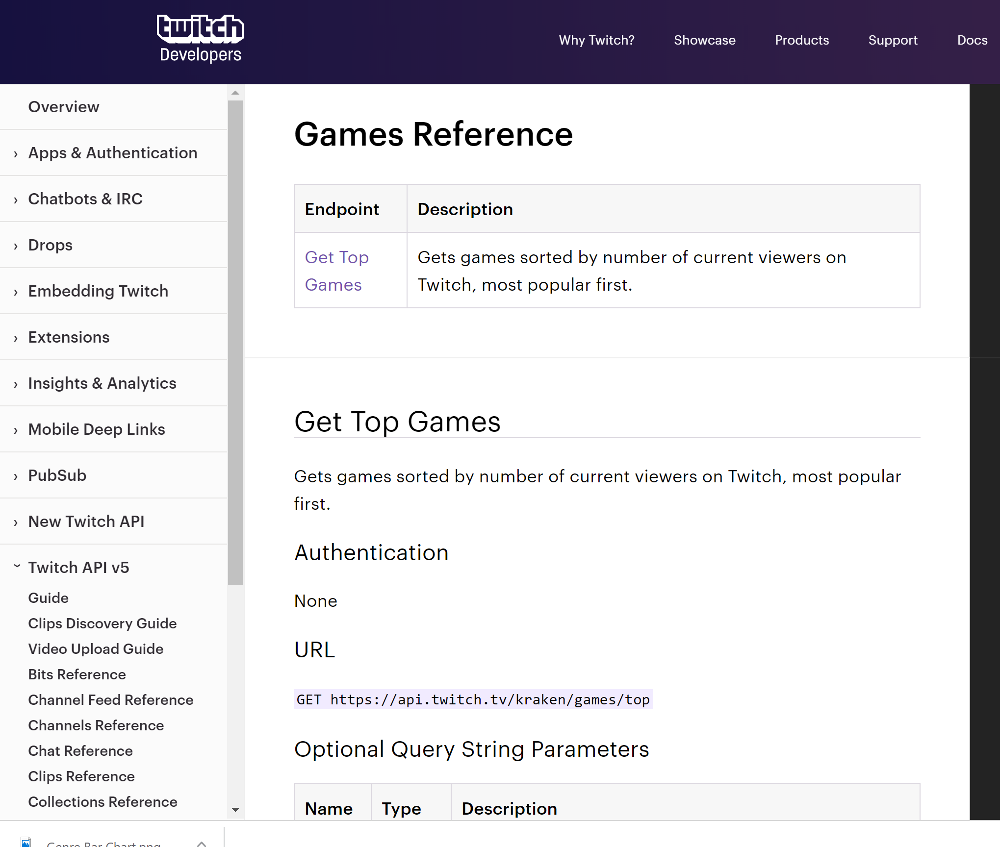 twitch
Developers
Why Twitch?
Showcase
Products
Support
Docs
Overview
Apps & Authentication
Chatbots & IRC
Drops
Embedding Twitch
Extensions
Insights & Analytics
Mobile Deep Links
PubSub
New Twitch API
Twitch API v5
Guide
Clips Discovery Guide
Video Upload Guide
Bits Reference
Channel Feed Reference
Channels Reference
Chat Reference
Clips Reference
Collections Reference
Games Reference
Endpoint
Description
Get Top
Games
Gets games sorted by number of current viewers on
Twitch, most popular first.
Get Top Games
Gets games sorted by number of current viewers on Twitch, most popular
first.
Authentication
None
URL
GET https://api.twitch.tv/kraken/games/top
Optional Query String Parameters
Name
Type
Description
Genre Bar Chart.png